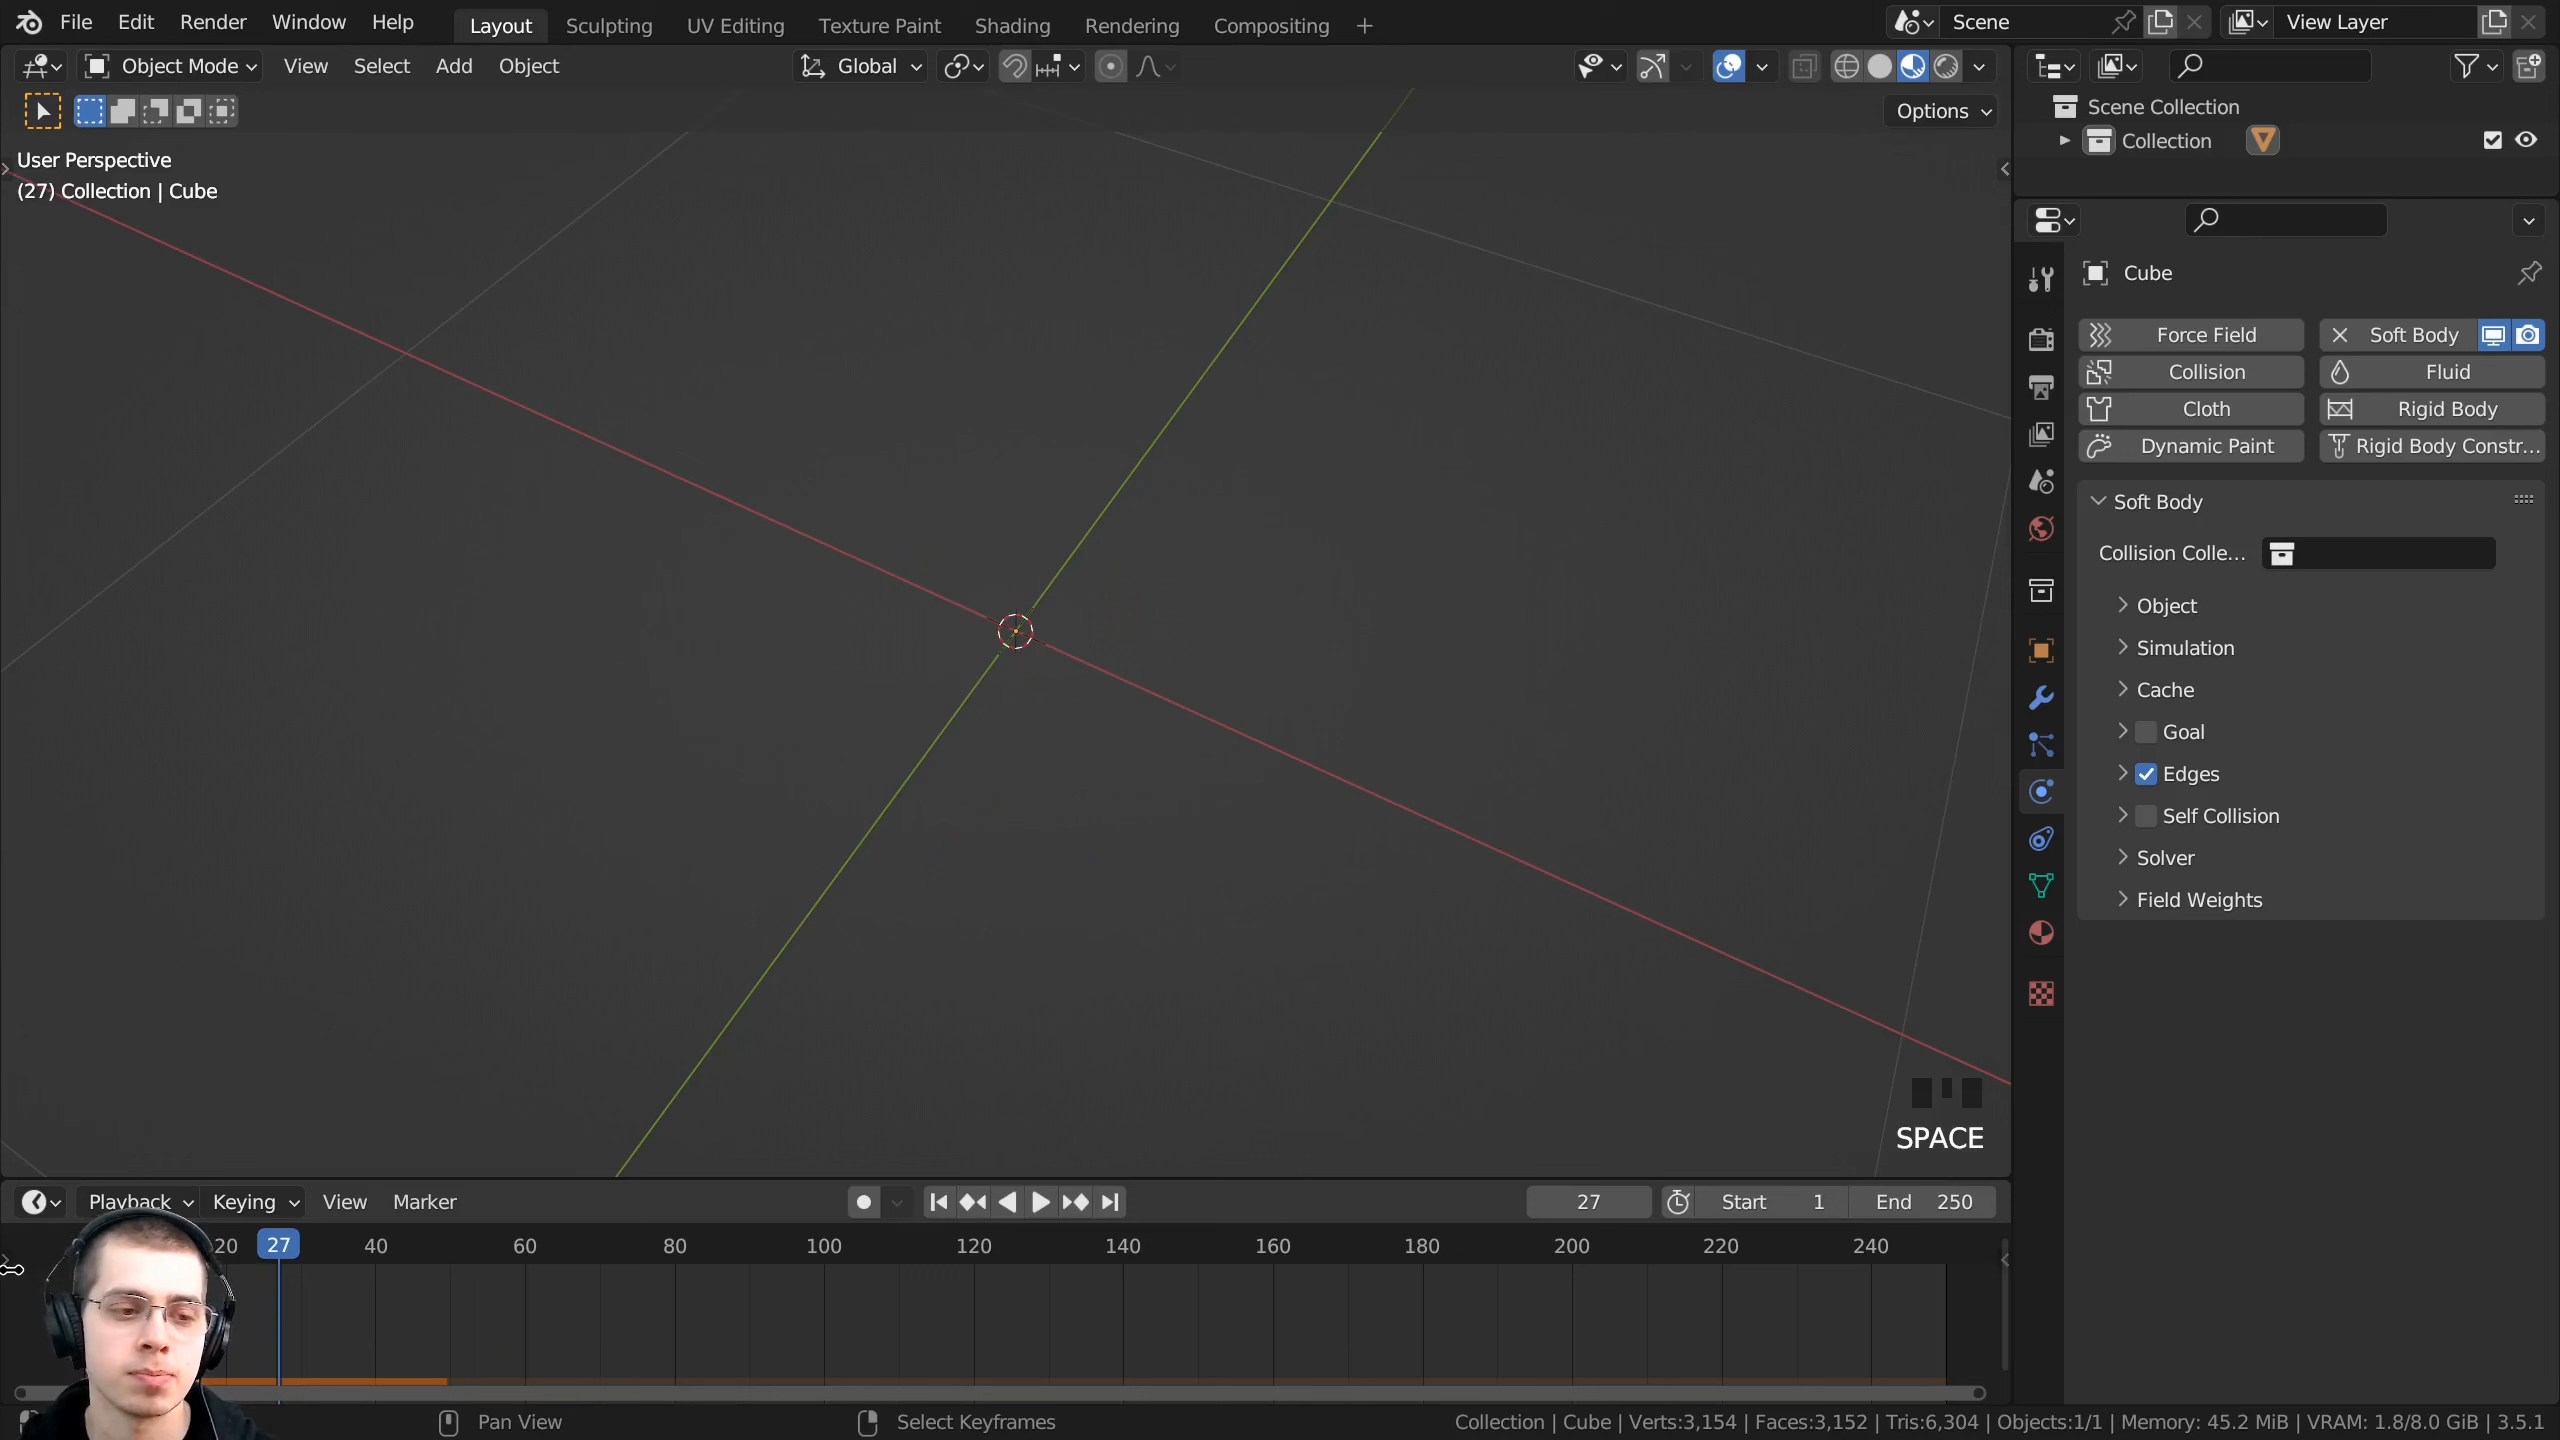 File Edit Render Window Help Layout Sculpting UV Editing Texture Paint Shading Rendering Compositing + Scene View Layer
Object Mode View Select Add Object Global
Options
User Perspective
(27) Collection | Cube
Scene Collection
Collection
Cube
Force Field Soft Body
Collision Fluid
Cloth Rigid Body
Dynamic Paint Rigid Body Constr...
Soft Body
Collision Colle...
Object
Simulation
Cache
Goal
Edges
Self Collision
Solver
Field Weights
SPACE
Playback Keying View Marker 27 Start 1 End 250
20 27 40 60 80 100 120 140 160 180 200 220 240
Pan View Select Keyframes Collection | Cube | Verts:3,154 | Faces:3,152 | Tris:6,304 | Objects:1/1 | Memory: 45.2 MiB | VRAM: 1.8/8.0 GiB | 3.5.1